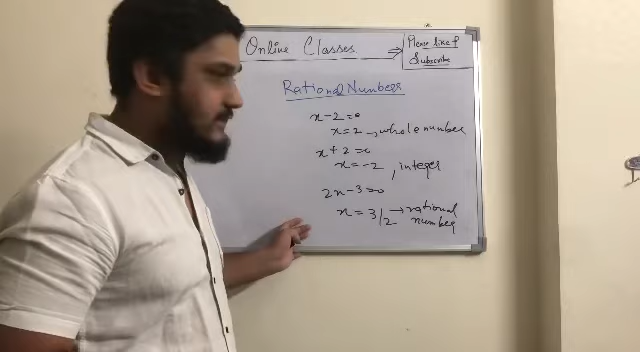 Online Classes ⇒ Please like &
Subscribe
Rational Numbers
x-2=0
x=2 → whole number
x+2=0
x=-2, integer
2x-3=0
x=3/2 → rational
number